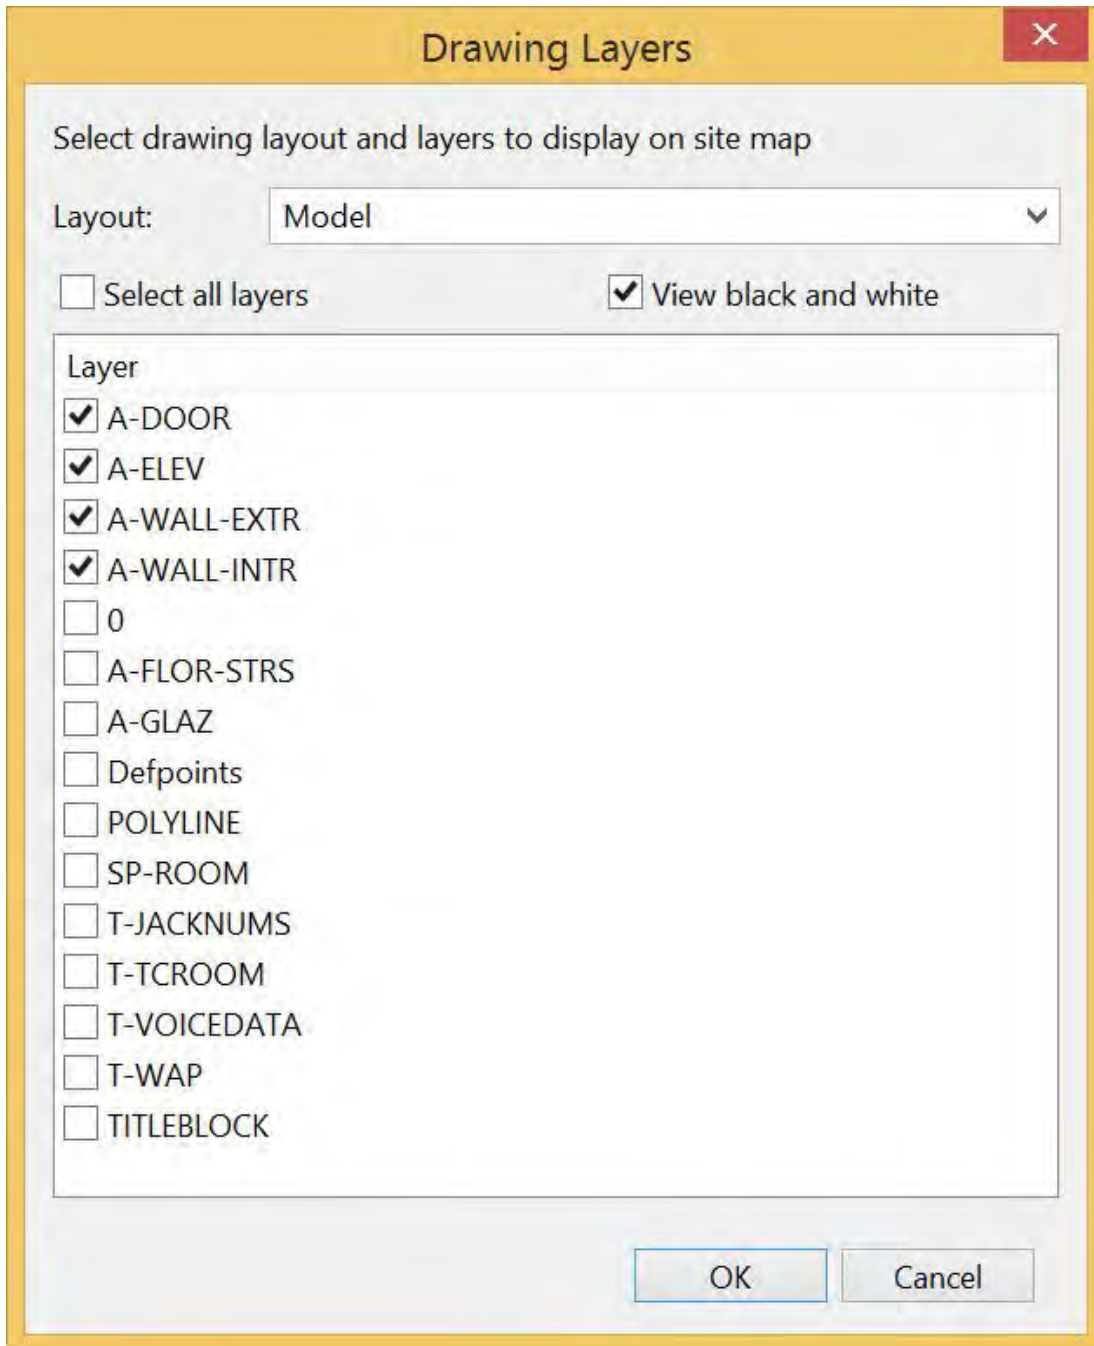 Drawing Layers
Select drawing layout and layers to display on site map
Layout: Model
Select all layers View black and white
Layer
A-DOOR
A-ELEV
A-WALL-EXTR
A-WALL-INTR
0
A-FLOR-STRS
A-GLAZ
Defpoints
POLYLINE
SP-ROOM
T-JACKNUMS
T-TCROOM
T-VOICEDATA
T-WAP
TITLEBLOCK
OK Cancel